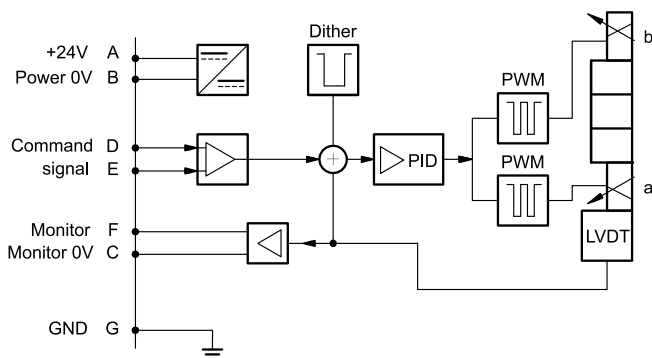 Dither
+24V A
Power 0V B
b
PWM
Command D
signal E
+
PID
PWM
a
Monitor F
Monitor 0V C
LVDT
GND G